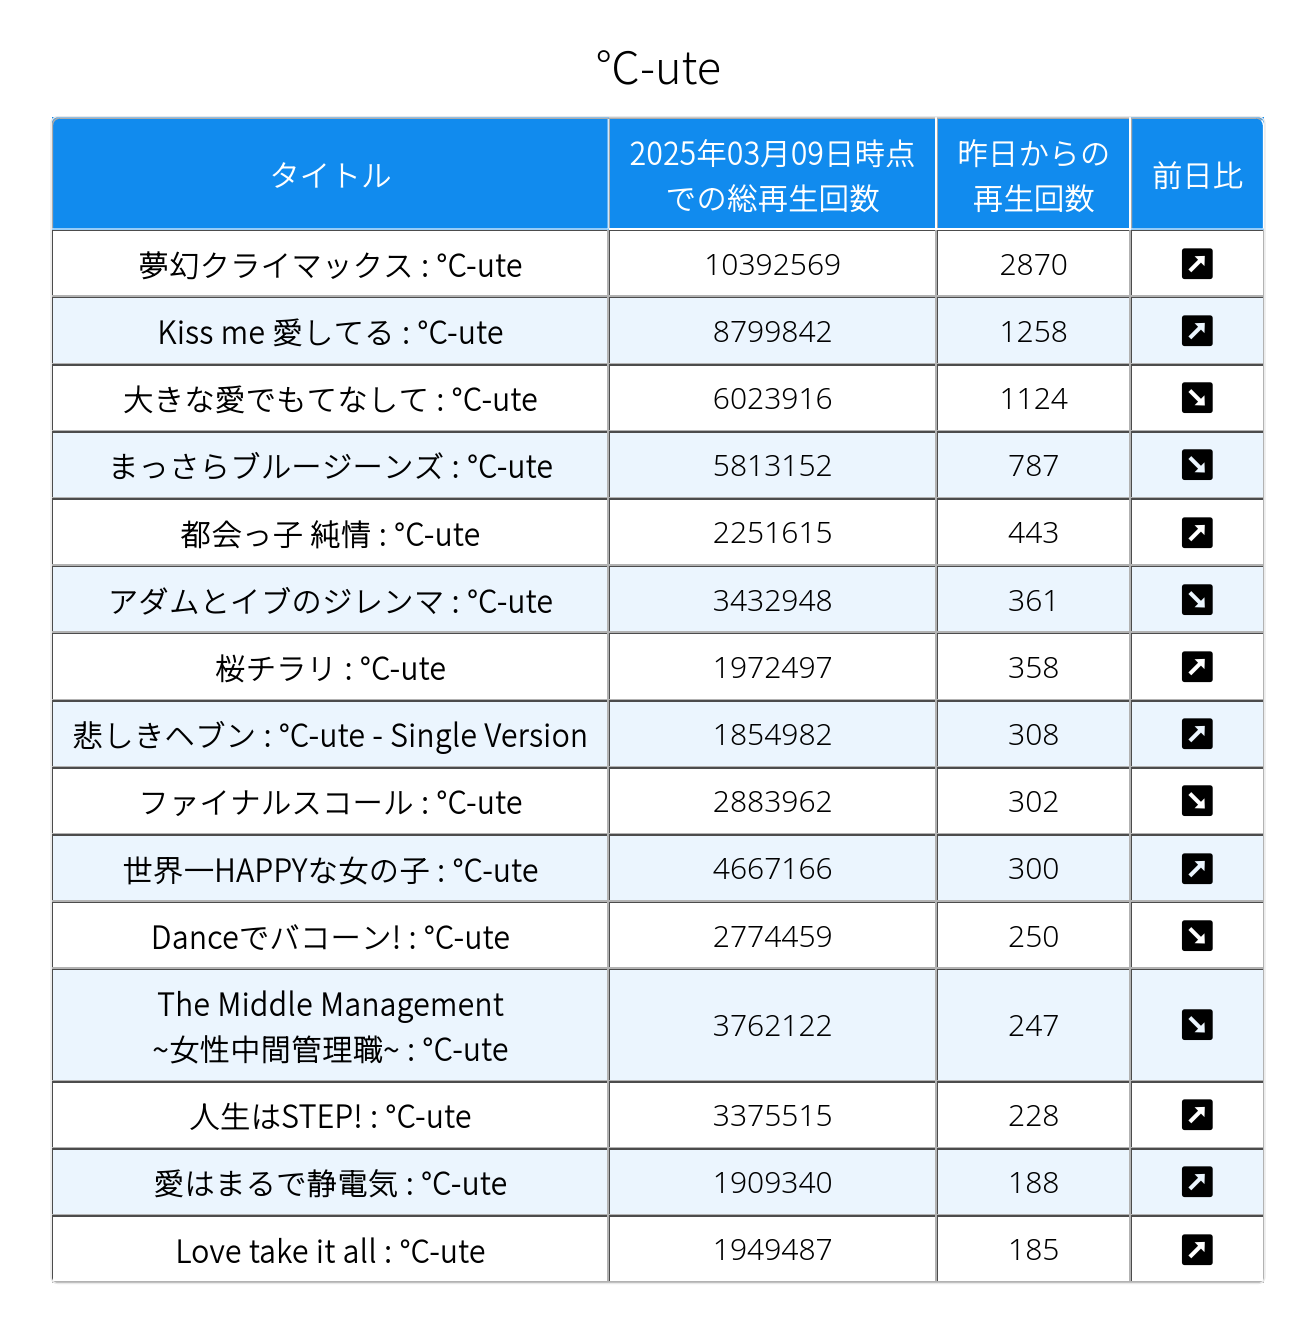 ℃-ute
タイトル
2025年03月09日時点
での総再生回数
昨日からの
再生回数
前日比
夢幻クライマックス : ℃-ute 10392569 2870 ↗
Kiss me 愛してる : ℃-ute 8799842 1258 ↗
大きな愛でもてなして : ℃-ute 6023916 1124 ↘
まっさらブルージーンズ : ℃-ute 5813152 787 ↘
都会っ子 純情 : ℃-ute 2251615 443 ↗
アダムとイブのジレンマ : ℃-ute 3432948 361 ↘
桜チラリ : ℃-ute 1972497 358 ↗
悲しきヘブン : ℃-ute - Single Version 1854982 308 ↗
ファイナルスコール : ℃-ute 2883962 302 ↘
世界一HAPPYな女の子 : ℃-ute 4667166 300 ↗
Danceでバコーン! : ℃-ute 2774459 250 ↘
The Middle Management
~女性中間管理職~ : ℃-ute 3762122 247 ↘
人生はSTEP! : ℃-ute 3375515 228 ↗
愛はまるで静電気 : ℃-ute 1909340 188 ↗
Love take it all : ℃-ute 1949487 185 ↗